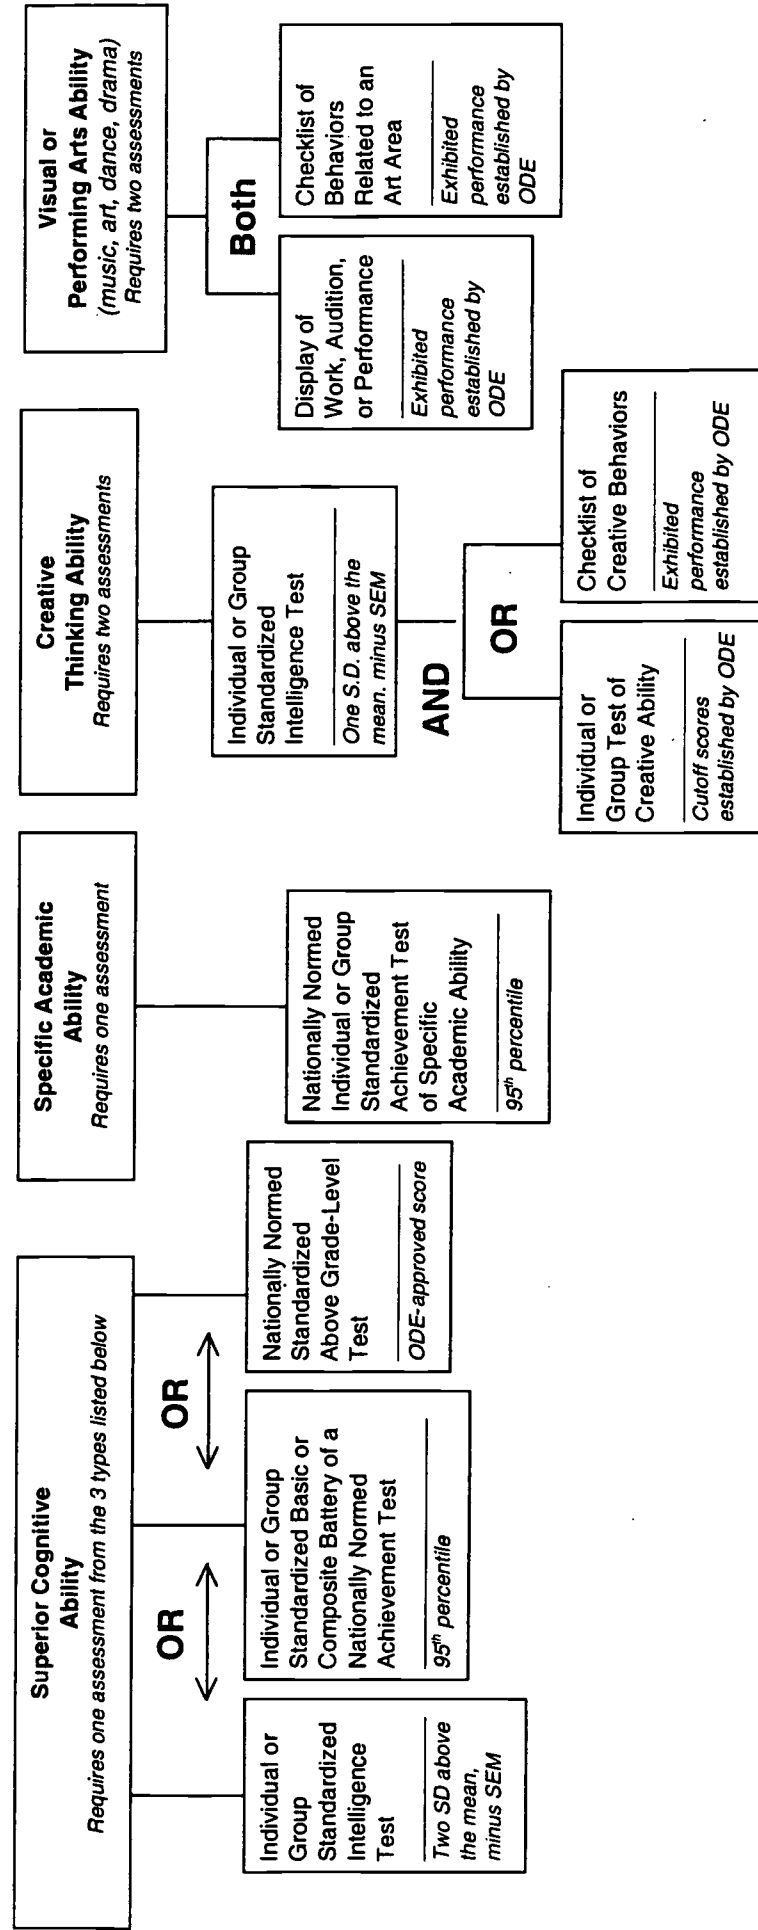 Superior Cognitive
Ability
Requires one assessment from the 3 types listed below
OR
OR
Individual or
Group
Standardized
Intelligence
Test
Two SD above
the mean,
minus SEM
Individual or Group
Standardized Basic or
Composite Battery of a
Nationally Normed
Achievement Test
95th percentile
Nationally Normed
Standardized
Above Grade-Level
Test
ODE-approved score
Specific Academic
Ability
Requires one assessment
Nationally Normed
Individual or Group
Standardized
Achievement Test
of Specific
Academic Ability
95th percentile
Creative
Thinking Ability
Requires two assessments
Individual or Group
Standardized
Intelligence Test
One S.D. above the
mean. minus SEM
AND
OR
Individual or
Group Test of
Creative Ability
Cutoff scores
established by ODE
Checklist of
Creative Behaviors
Exhibited
performance
established by ODE
Visual or
Performing Arts Ability
(music, art, dance, drama)
Requires two assessments
Both
Display of
Work, Audition,
or Performance
Exhibited
performance
established by
ODE
Checklist of
Behaviors
Related to an
Art Area
Exhibited
performance
established by
ODE